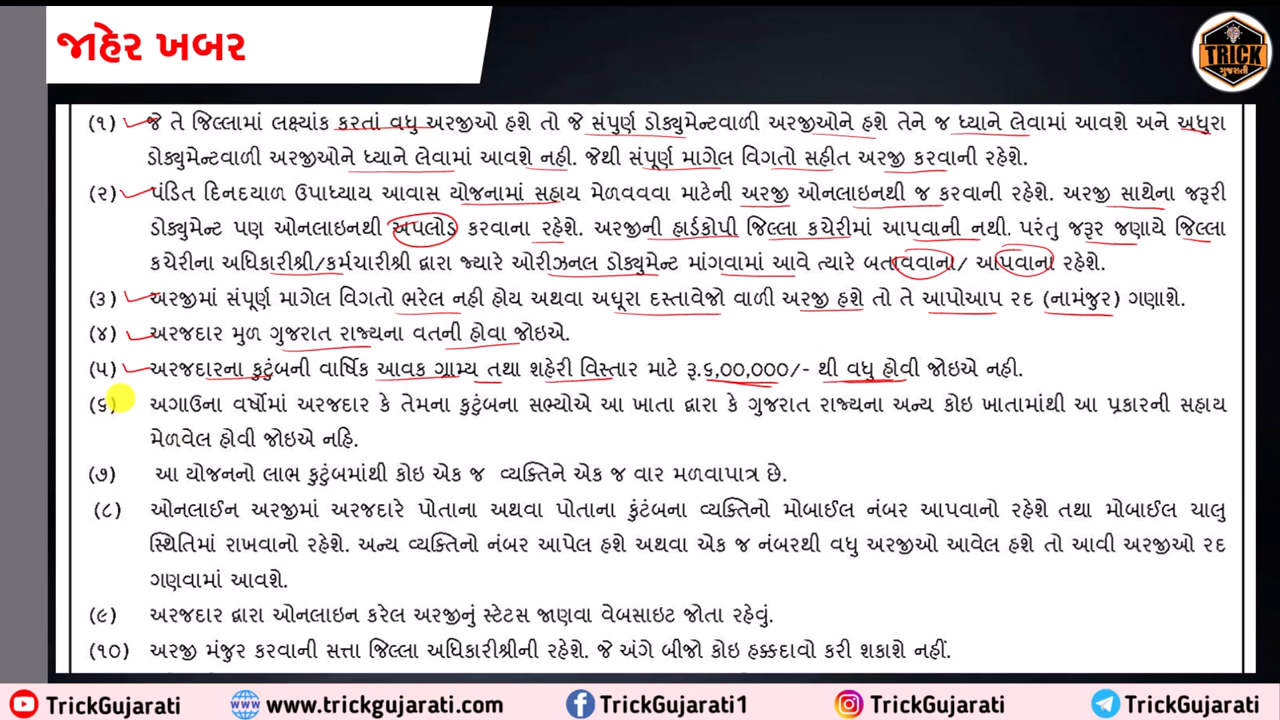 જાહેર ખબર
TRICK
ગુજરાતી
(૧) જે તે જિલ્લામાં લક્ષ્યાંક કરતાં વધુ અરજીઓ હશે તો જે સંપુર્ણ ડોક્યુમેન્ટવાળી અરજીઓને હશે તેને જ ધ્યાને લેવામાં આવશે અને અધુરા
ડોક્યુમેન્ટવાળી અરજીઓને ધ્યાને લેવામાં આવશે નહી. જેથી સંપૂર્ણ માગેલ વિગતો સહીત અરજી કરવાની રહેશે.
(૨) પંડિત દિનદયાળ ઉપાધ્યાય આવાસ યોજનામાં સહાય મેળવવવા માટેની અરજી ઓનલાઇનથી જ કરવાની રહેશે. અરજી સાથેના જરૂરી
ડોક્યુમેન્ટ પણ ઓનલાઇનથી અપલોડ કરવાના રહેશે. અરજીની હાર્ડકોપી જિલ્લા કચેરીમાં આપવાની નથી. પરંતુ જરૂર જણાયે જિલ્લા
કચેરીના અધિકારીશ્રી/કર્મચારીશ્રી દ્વારા જ્યારે ઓરીઝનલ ડોક્યુમેન્ટ માંગવામાં આવે ત્યારે બતાવવાના/ આપવાના રહેશે.
(૩) અરજીમાં સંપૂર્ણ માગેલ વિગતો ભરેલ નહી હોય અથવા અધૂરા દસ્તાવેજો વાળી અરજી હશે તો તે આપોઆપ રદ (નામંજુર) ગણાશે.
(૪) અરજદાર મુળ ગુજરાત રાજ્યના વતની હોવા જોઇએ.
(૫) અરજદારના કુટુંબની વાર્ષિક આવક ગ્રામ્ય તથા શહેરી વિસ્તાર માટે રૂ.૬,૦૦,૦૦૦/- થી વધુ હોવી જોઇએ નહી.
(૬) અગાઉના વર્ષોમાં અરજદાર કે તેમના કુટુંબના સભ્યોએ આ ખાતા દ્વારા કે ગુજરાત રાજ્યના અન્ય કોઇ ખાતામાંથી આ પ્રકારની સહાય
મેળવેલ હોવી જોઇએ નહિ.
(૭) આ યોજનનો લાભ કુટુંબમાંથી કોઇ એક જ વ્યક્તિને એક જ વાર મળવાપાત્ર છે.
(૮) ઓનલાઈન અરજીમાં અરજદારે પોતાના અથવા પોતાના કુંટંબના વ્યક્તિનો મોબાઈલ નંબર આપવાનો રહેશે તથા મોબાઈલ ચાલુ
સ્થિતિમાં રાખવાનો રહેશે. અન્ય વ્યક્તિનો નંબર આપેલ હશે અથવા એક જ નંબરથી વધુ અરજીઓ આવેલ હશે તો આવી અરજીઓ રદ
ગણવામાં આવશે.
(૯) અરજદાર દ્વારા ઓનલાઇન કરેલ અરજીનું સ્ટેટસ જાણવા વેબસાઇટ જોતા રહેવું.
(૧૦) અરજી મંજુર કરવાની સત્તા જિલ્લા અધિકારીશ્રીની રહેશે. જે અંગે બીજો કોઇ હક્કદાવો કરી શકાશે નહીં.
TrickGujarati www.trickgujarati.com TrickGujarati1 TrickGujarati TrickGujarati